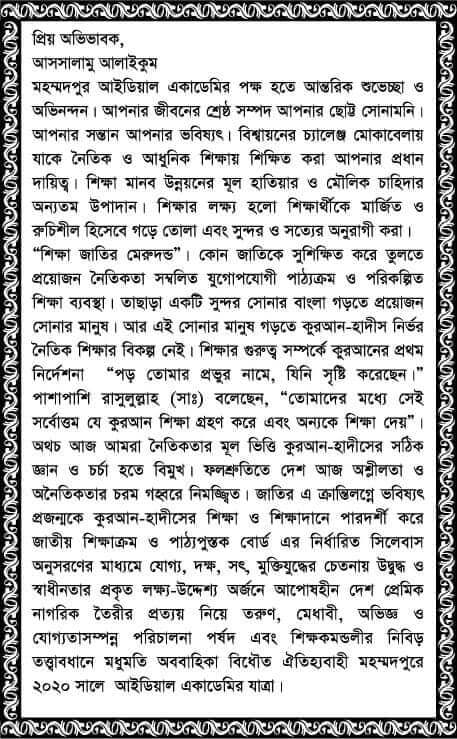 প্রিয় অভিভাবক,
আসসালামু আলাইকুম
মহম্মদপুর আইডিয়াল একাডেমির পক্ষ হতে আন্তরিক শুভেচ্ছা ও
অভিনন্দন। আপনার জীবনের শ্রেষ্ঠ সম্পদ আপনার ছোট্ট সোনামনি।
আপনার সন্তান আপনার ভবিষ্যৎ। বিশ্বায়নের চ্যালেঞ্জ মোকাবেলায়
যাকে নৈতিক ও আধুনিক শিক্ষায় শিক্ষিত করা আপনার প্রধান
দায়িত্ব। শিক্ষা মানব উন্নয়নের মূল হাতিয়ার ও মৌলিক চাহিদার
অন্যতম উপাদান। শিক্ষার লক্ষ্য হলো শিক্ষার্থীকে মার্জিত ও
রুচিশীল হিসেবে গড়ে তোলা এবং সুন্দর ও সত্যের অনুরাগী করা।
“শিক্ষা জাতির মেরুদন্ড”। কোন জাতিকে সুশিক্ষিত করে তুলতে
প্রয়োজন নৈতিকতা সম্বলিত যুগোপযোগী পাঠ্যক্রম ও পরিকল্পিত
শিক্ষা ব্যবস্থা। তাছাড়া একটি সুন্দর সোনার বাংলা গড়তে প্রয়োজন
সোনার মানুষ। আর এই সোনার মানুষ গড়তে কুরআন-হাদীস নির্ভর
নৈতিক শিক্ষার বিকল্প নেই। শিক্ষার গুরুত্ব সম্পর্কে কুরআনের প্রথম
নির্দেশনা “পড় তোমার প্রভুর নামে, যিনি সৃষ্টি করেছেন।”
পাশাপাশি রাসুলুল্লাহ (সাঃ) বলেছেন, “তোমাদের মধ্যে সেই
সর্বোত্তম যে কুরআন শিক্ষা গ্রহণ করে এবং অন্যকে শিক্ষা দেয়”।
অথচ আজ আমরা নৈতিকতার মূল ভিত্তি কুরআন-হাদীসের সঠিক
জ্ঞান ও চর্চা হতে বিমুখ। ফলশ্রুতিতে দেশ আজ অশ্লীলতা ও
অনৈতিকতার চরম গহ্বরে নিমজ্জিত। জাতির এ ক্রান্তিলগ্নে ভবিষ্যৎ
প্রজন্মকে কুরআন-হাদীসের শিক্ষা ও শিক্ষাদানে পারদর্শী করে
জাতীয় শিক্ষাক্রম ও পাঠ্যপুস্তক বোর্ড এর নির্ধারিত সিলেবাস
অনুসরণের মাধ্যমে যোগ্য, দক্ষ, সৎ, মুক্তিযুদ্ধের চেতনায় উদ্বুদ্ধ ও
স্বাধীনতার প্রকৃত লক্ষ্য-উদ্দেশ্য অর্জনে আপোষহীন দেশ প্রেমিক
নাগরিক তৈরীর প্রত্যয় নিয়ে তরুণ, মেধাবী, অভিজ্ঞ ও
যোগ্যতাসম্পন্ন পরিচালনা পর্ষদ এবং শিক্ষকমন্ডলীর নিবিড়
তত্ত্বাবধানে মধুমতি অববাহিকা বিধৌত ঐতিহ্যবাহী মহম্মদপুরে
২০২০ সালে আইডিয়াল একাডেমির যাত্রা।